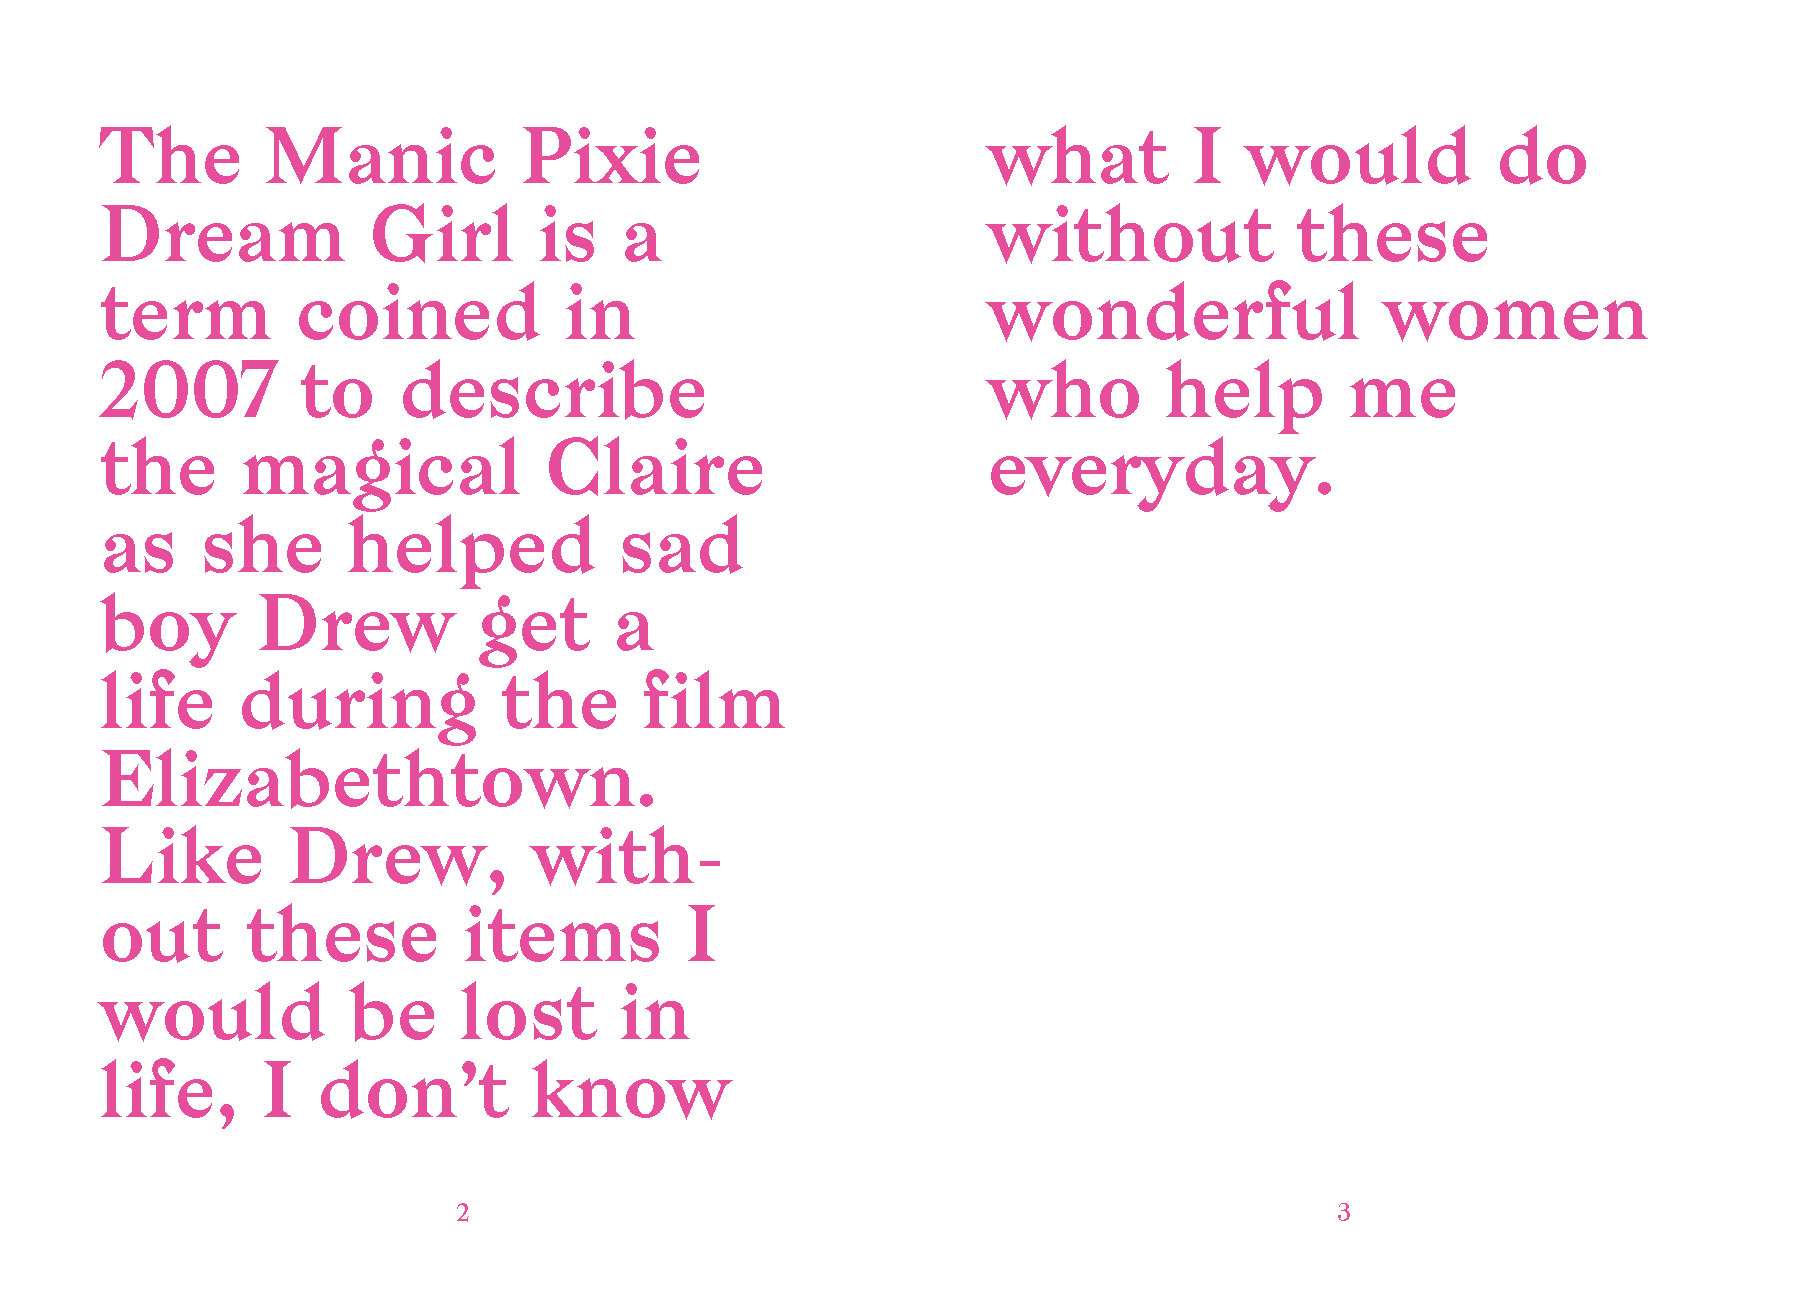 The Manic Pixie
Dream Girl is a
term coined in
2007 to describe
the magical Claire
as she helped sad
boy Drew get a
life during the film
Elizabethtown.
Like Drew, with-
out these items I
would be lost in
life, I don’t know
2
what I would do
without these
wonderful women
who help me
everyday.
3